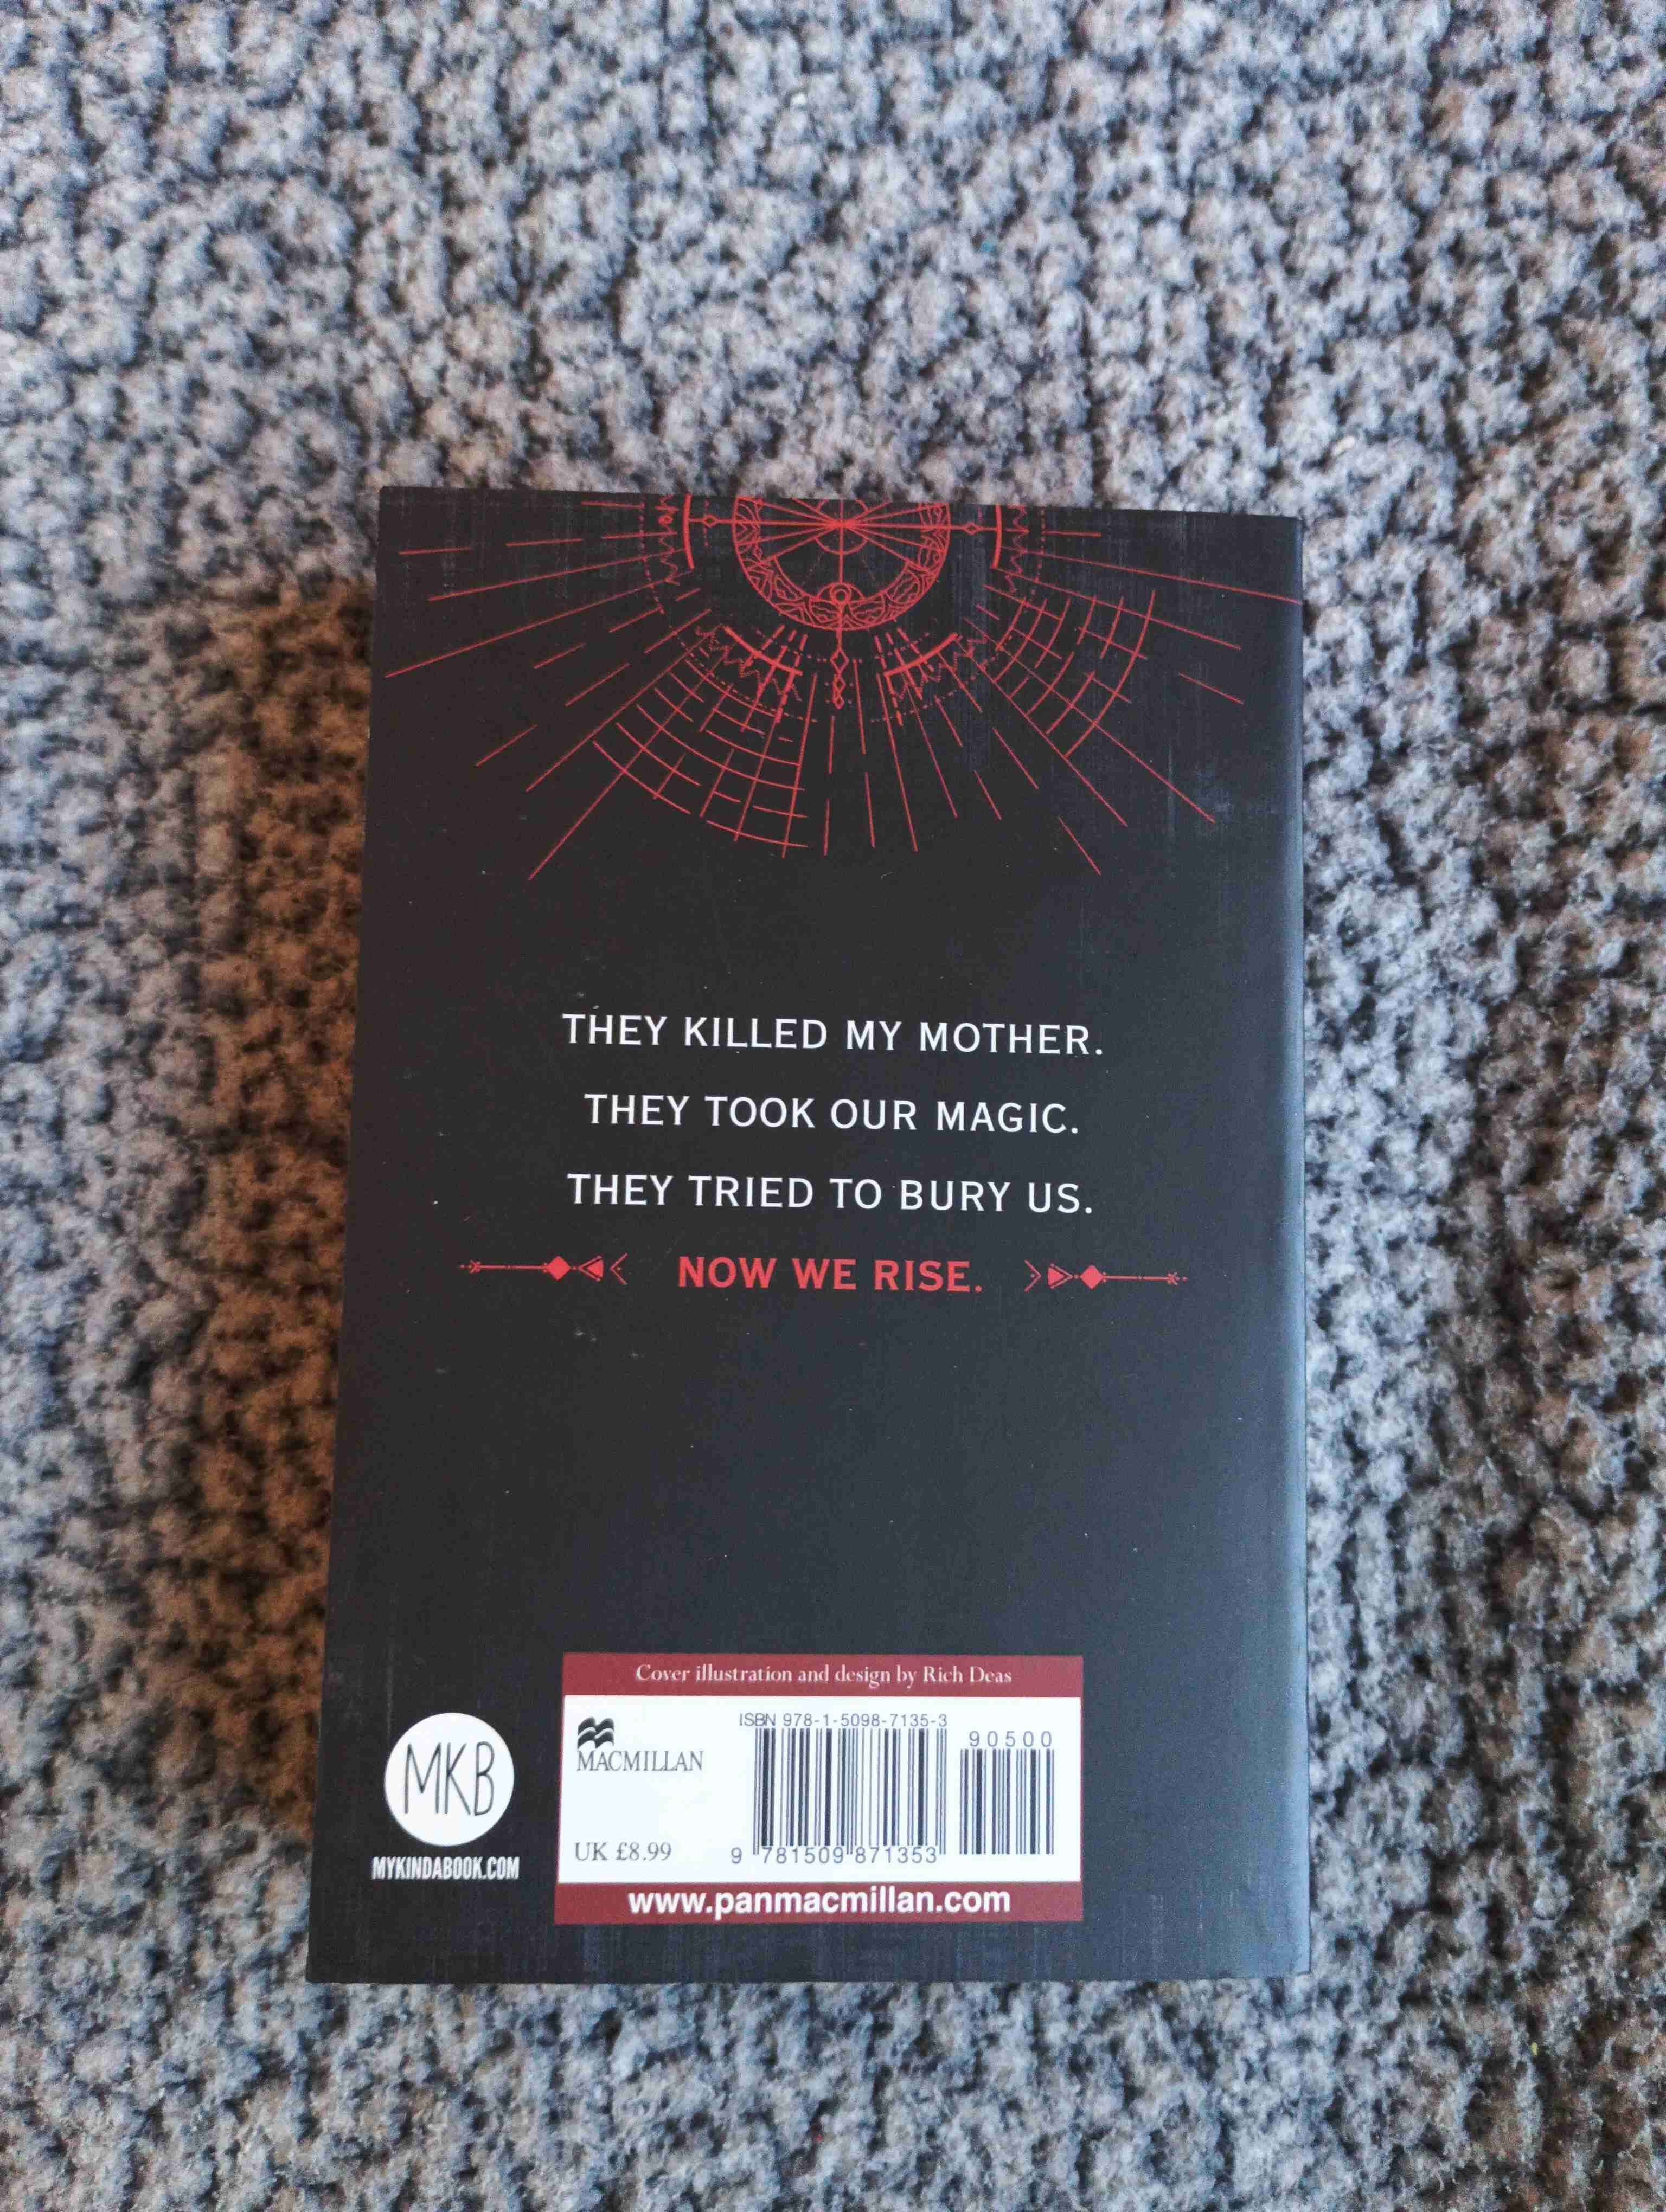 THEY KILLED MY MOTHER.
THEY TOOK OUR MAGIC.
THEY TRIED TO BURY US.
NOW WE RISE.
Cover illustration and design by Rich Deas
MKB
MYKINDABOOK.COM
MACMILLAN
UK £8.99
ISBN 978-1-5098-7135-3
90500
9 781509 871353
www.panmacmillan.com